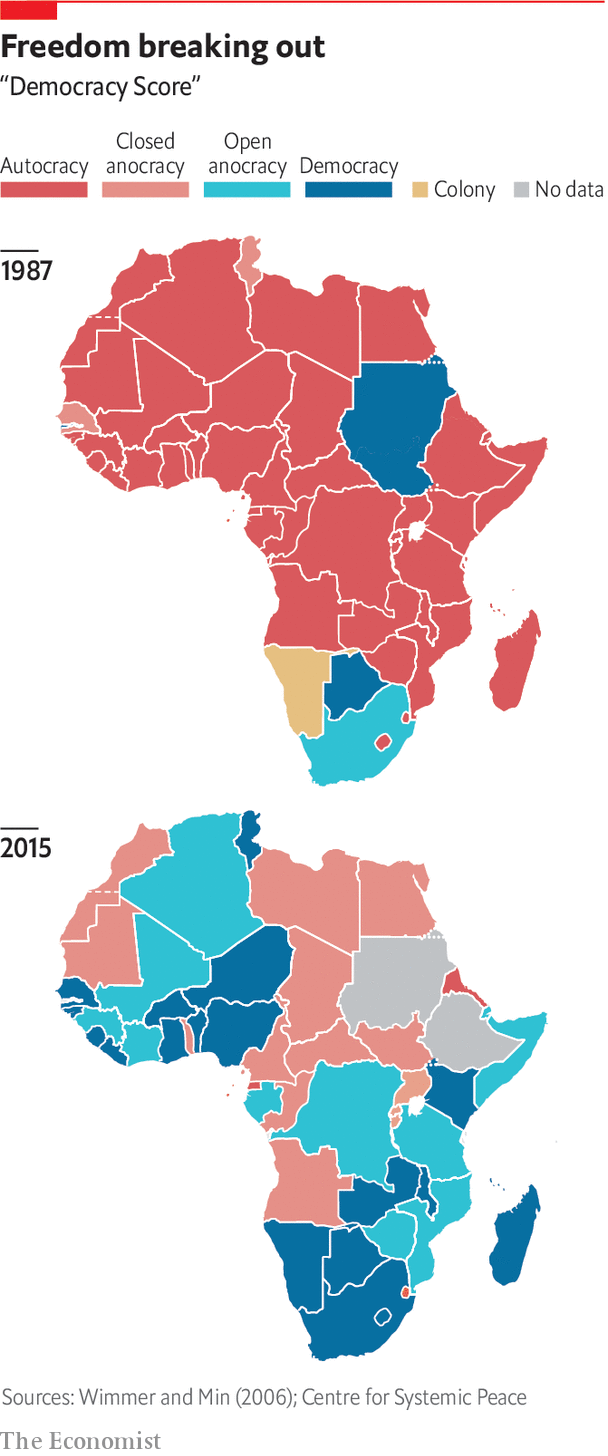 Freedom breaking out
“Democracy Score”
Closed Open
Autocracy anocracy anocracy Democracy Colony No data
1987
2015
Sources: Wimmer and Min (2006); Centre for Systemic Peace
The Economist